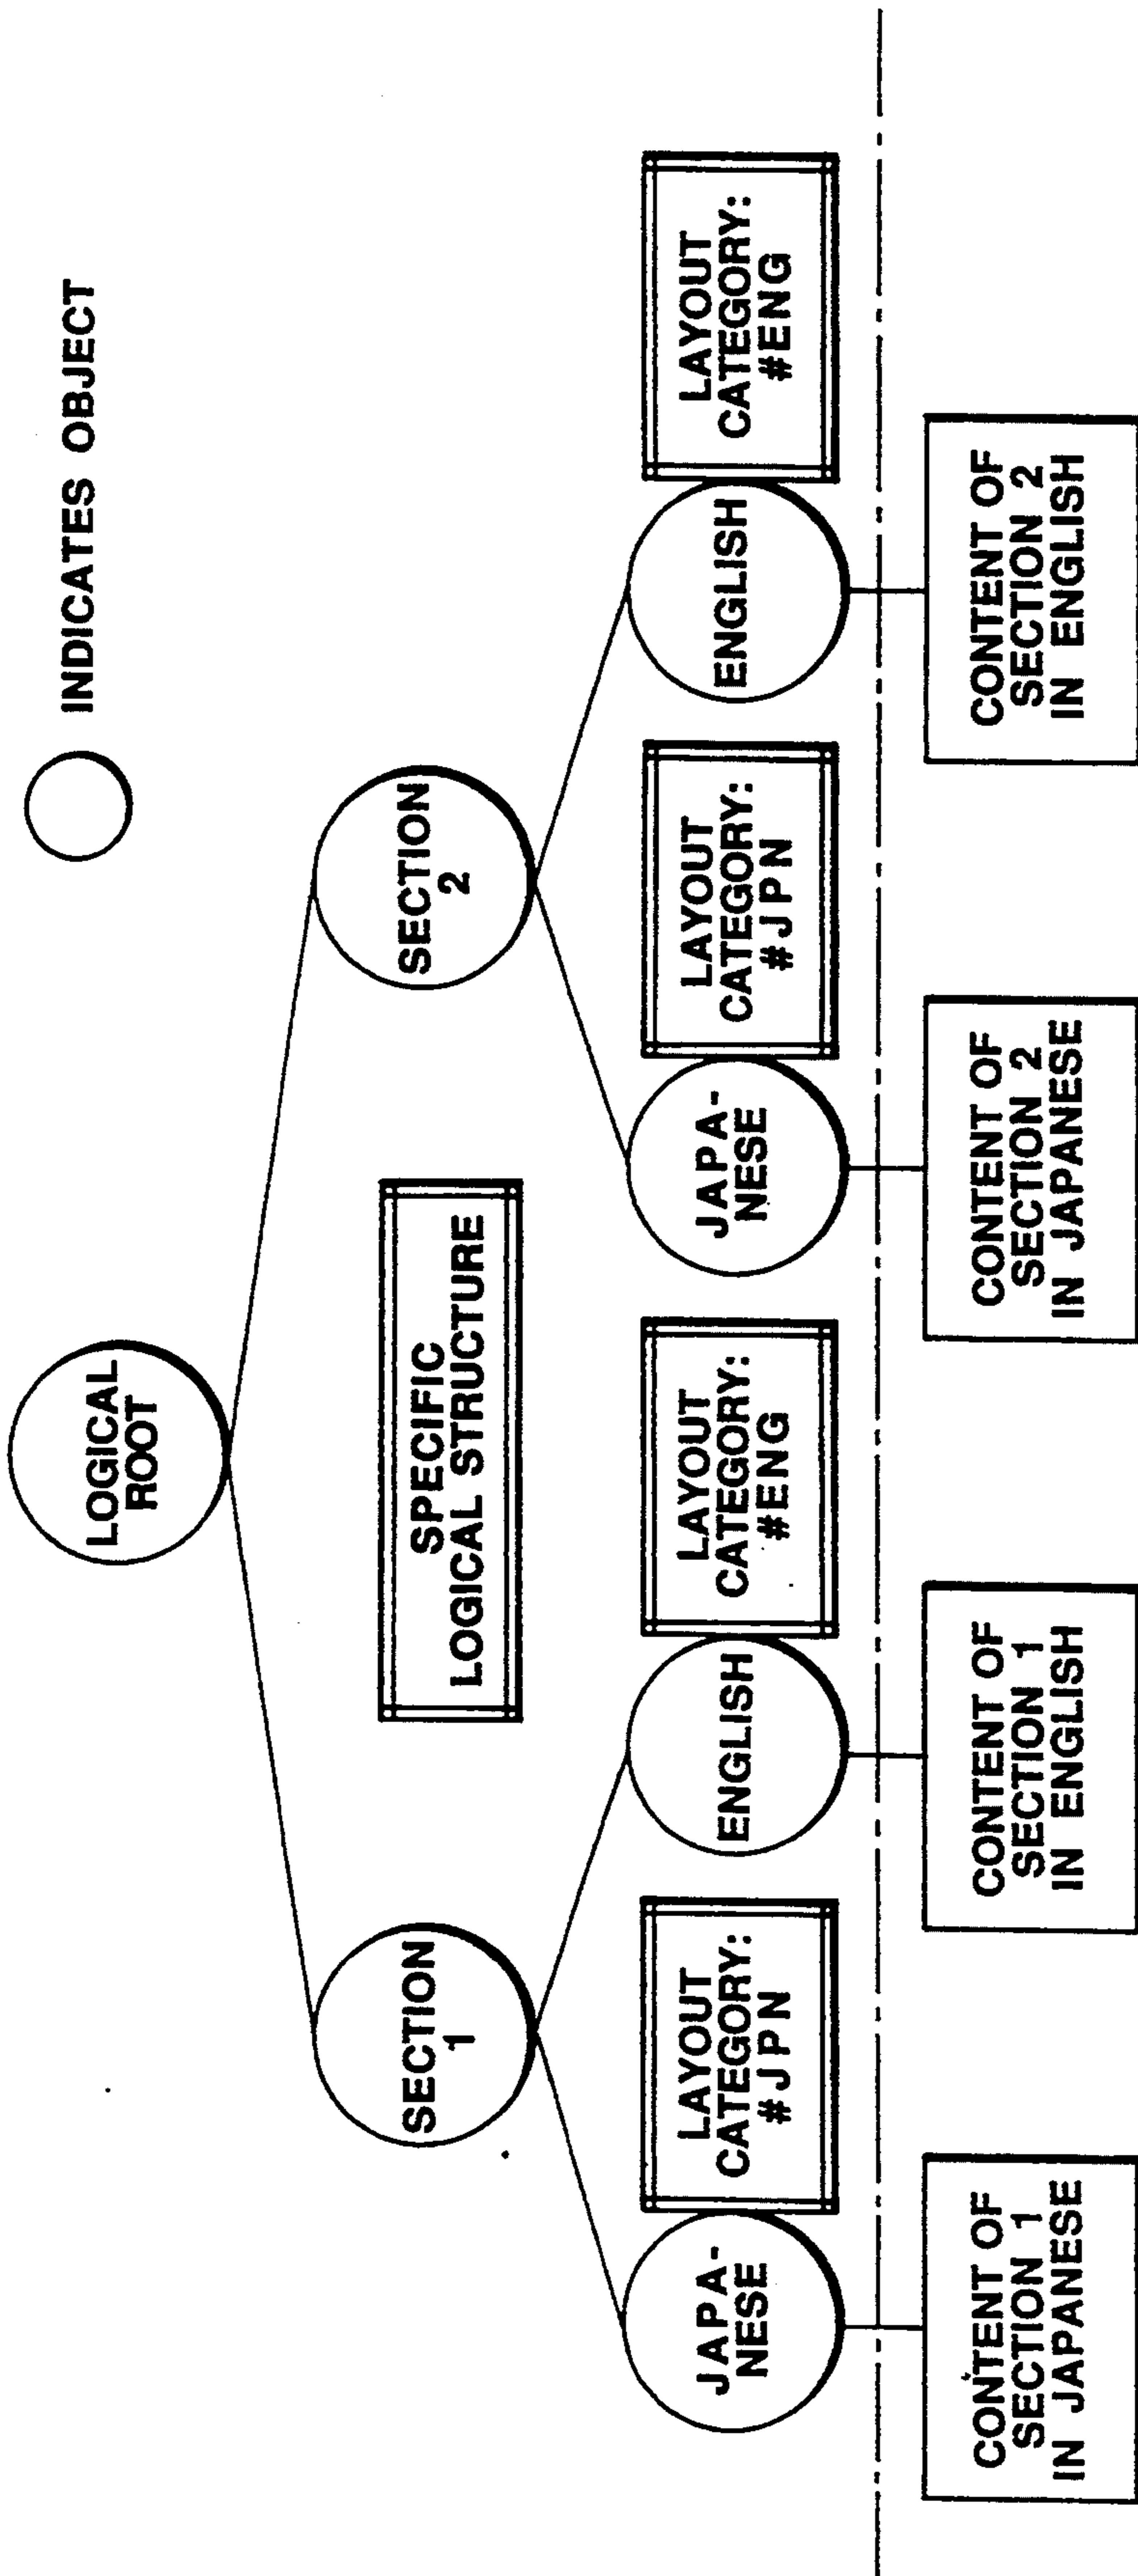 INDICATES OBJECT
LOGICAL
ROOT
SECTION
1
SPECIFIC
LOGICAL STRUCTURE
SECTION
2
JAPA-
NESE
LAYOUT
CATEGORY:
#JPN
ENGLISH
LAYOUT
CATEGORY:
#ENG
JAPA-
NESE
LAYOUT
CATEGORY:
#JPN
ENGLISH
LAYOUT
CATEGORY:
#ENG
CONTENT OF
SECTION 1
IN JAPANESE
CONTENT OF
SECTION 1
IN ENGLISH
CONTENT OF
SECTION 2
IN JAPANESE
CONTENT OF
SECTION 2
IN ENGLISH